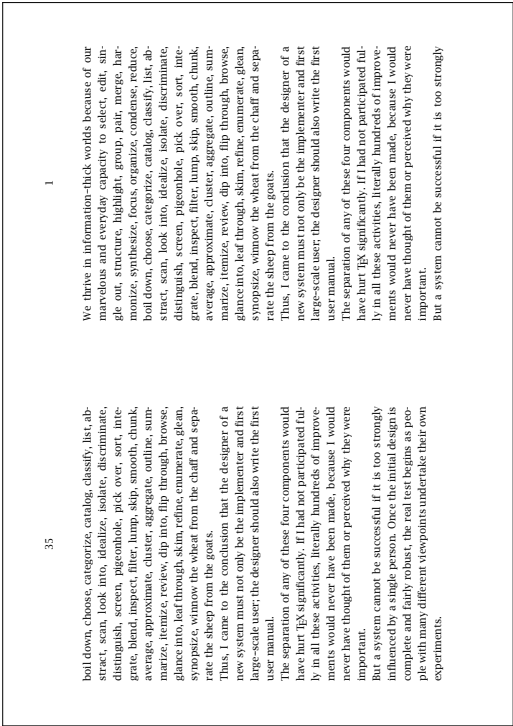 35
boil down, choose, categorize, catalog, classify, list, ab-
stract, scan, look into, idealize, isolate, discriminate,
distinguish, screen, pigeonhole, pick over, sort, inte-
grate, blend, inspect, filter, lump, skip, smooth, chunk,
average, approximate, cluster, aggregate, outline, sum-
marize, itemize, review, dip into, flip through, browse,
glance into, leaf through, skim, refine, enumerate, glean,
synopsize, winnow the wheat from the chaff and sepa-
rate the sheep from the goats.
Thus, I came to the conclusion that the designer of a
new system must not only be the implementer and first
large-scale user; the designer should also write the first
user manual.
The separation of any of these four components would
have hurt TEX significantly. If I had not participated ful-
ly in all these activities, literally hundreds of improve-
ments would never have been made, because I would
never have thought of them or perceived why they were
important.
But a system cannot be successful if it is too strongly
influenced by a single person. Once the initial design is
complete and fairly robust, the real test begins as peo-
ple with many different viewpoints undertake their own
experiments.
1
We thrive in information-thick worlds because of our
marvelous and everyday capacity to select, edit, sin-
gle out, structure, highlight, group, pair, merge, har-
monize, synthesize, focus, organize, condense, reduce,
boil down, choose, categorize, catalog, classify, list, ab-
stract, scan, look into, idealize, isolate, discriminate,
distinguish, screen, pigeonhole, pick over, sort, inte-
grate, blend, inspect, filter, lump, skip, smooth, chunk,
average, approximate, cluster, aggregate, outline, sum-
marize, itemize, review, dip into, flip through, browse,
glance into, leaf through, skim, refine, enumerate, glean,
synopsize, winnow the wheat from the chaff and sepa-
rate the sheep from the goats.
Thus, I came to the conclusion that the designer of a
new system must not only be the implementer and first
large-scale user; the designer should also write the first
user manual.
The separation of any of these four components would
have hurt TEX significantly. If I had not participated ful-
ly in all these activities, literally hundreds of improve-
ments would never have been made, because I would
never have thought of them or perceived why they were
important.
But a system cannot be successful if it is too strongly